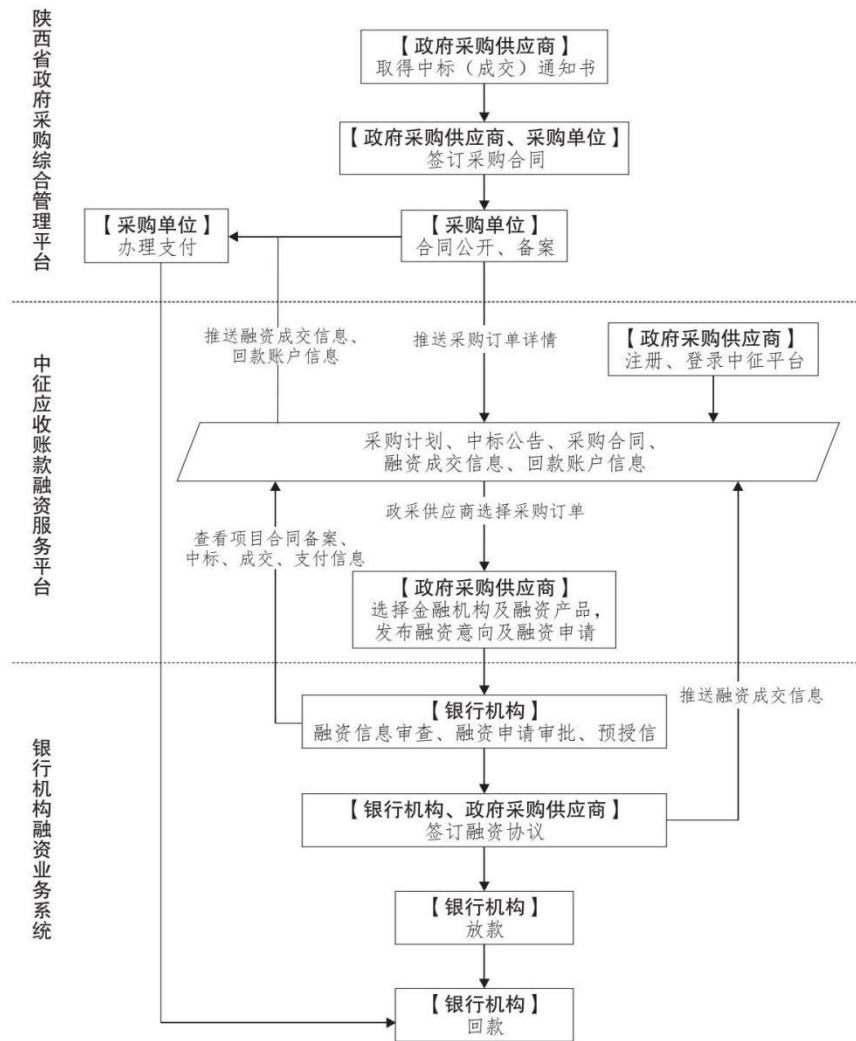 陕西省政府采购综合管理平台
【政府采购供应商】
取得中标（成交）通知书
【政府采购供应商、采购单位】
签订采购合同
【采购单位】
办理支付
【采购单位】
合同公开、备案
中征应收账款融资服务平台
推送融资成交信息、
回款账户信息
推送采购订单详情
【政府采购供应商】
注册、登录中征平台
采购计划、中标公告、采购合同、
融资成交信息、回款账户信息
政采供应商选择采购订单
查看项目合同备案、
中标、成交、支付信息
【政府采购供应商】
选择金融机构及融资产品，
发布融资意向及融资申请
银行机构融资业务系统
【银行机构】
融资信息审查、融资申请审批、预授信
推送融资成交信息
【银行机构、政府采购供应商】
签订融资协议
【银行机构】
放款
【银行机构】
回款